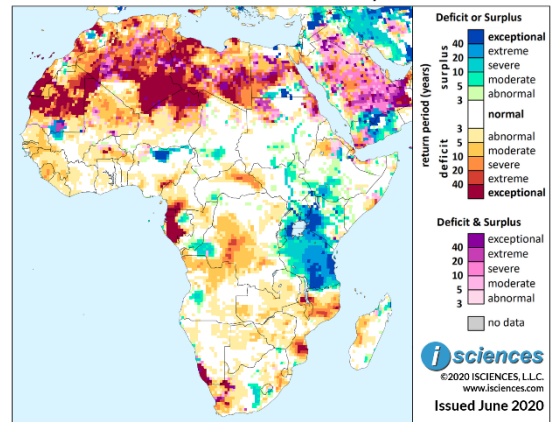 Deficit or Surplus
return period (years)
surplus
deficit
exceptional
40
extreme
20
severe
10
moderate
5
abnormal
3
normal
3
abnormal
5
moderate
10
severe
20
extreme
40
exceptional
Deficit & Surplus
exceptional
40
extreme
20
severe
10
moderate
5
abnormal
3
no data
i sciences
©2020 ISCIENCES, L.L.C.
www.isciences.com
Issued June 2020